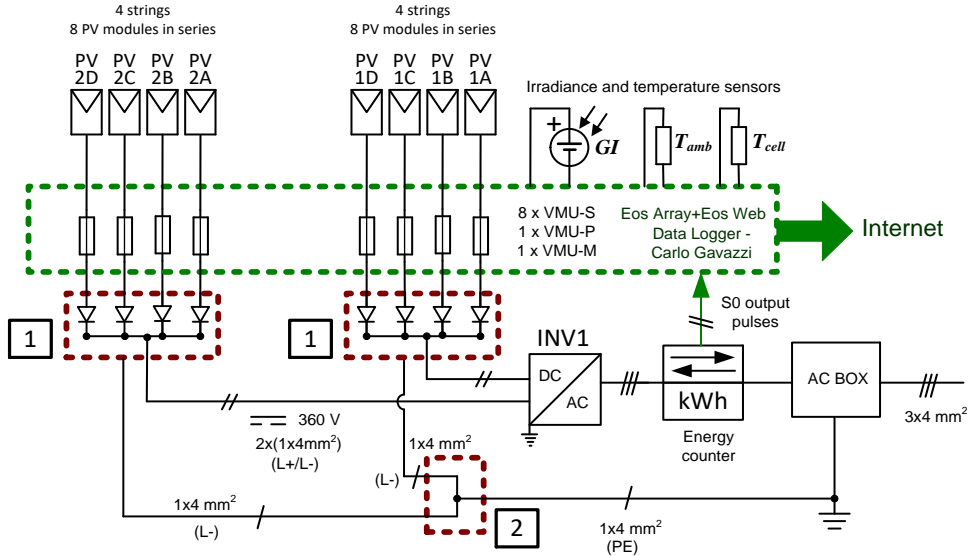 4 strings
8 PV modules in series
4 strings
8 PV modules in series
PV 2D
PV 2C
PV 2B
PV 2A
PV 1D
PV 1C
PV 1B
PV 1A
Irradiance and temperature sensors
+
GI
T_amb
T_cell
8 x VMU-S
1 x VMU-P
1 x VMU-M
Eos Array+Eos Web
Data Logger -
Carlo Gavazzi
Internet
S0 output
pulses
1
1
INV1
DC
AC
kWh
Energy
counter
AC BOX
3x4 mm²
360 V
2x(1x4mm²)
(L+/L-)
1x4 mm²
(L-)
1x4 mm²
(L-)
2
1x4 mm²
(PE)